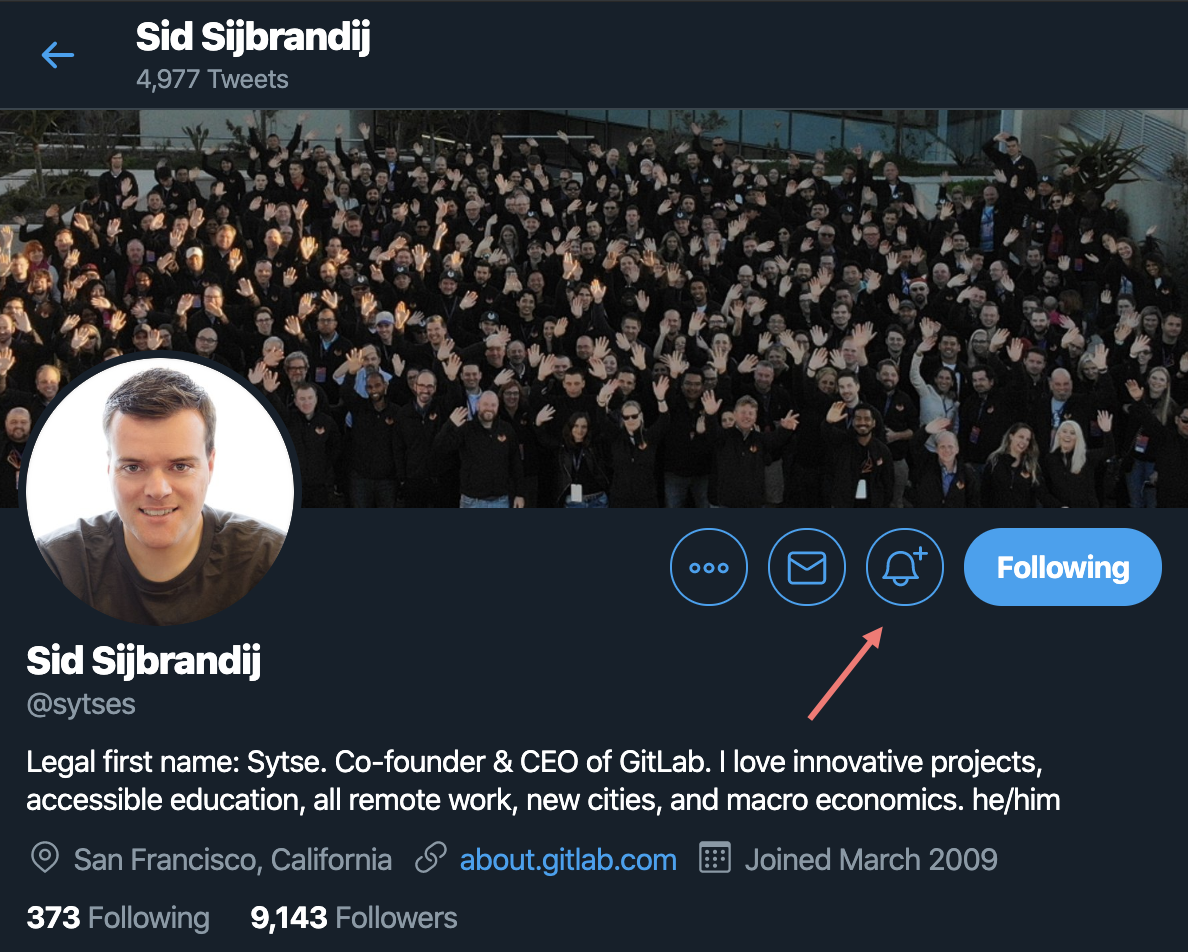 Sid Sijbrandij
4,977 Tweets
Following
Sid Sijbrandij
@sytses
Legal first name: Sytse. Co-founder & CEO of GitLab. I love innovative projects,
accessible education, all remote work, new cities, and macro economics. he/him
San Francisco, California about.gitlab.com Joined March 2009
373 Following 9,143 Followers